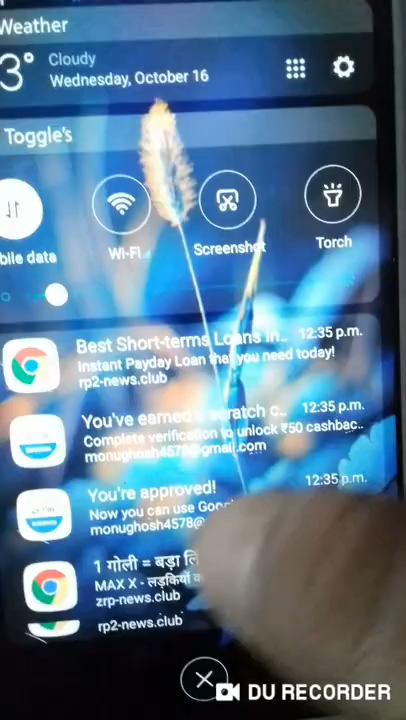 Weather
3° Cloudy
Wednesday, October 16
Toggle's
bile data
Wi-Fi
Screenshot
Torch
Best Short-terms Loans In.. 12:35 p.m.
Instant Payday Loan that you need today!
rp2-news.club
You've earned scratch c.. 12:35 p.m.
Complete verification to unlock ₹50 cashbac..
monughosh4578@gmail.com
You're approved! 12:35 p.m.
Now you can use Goo
monughosh4578@
1 गोली = बड़ा
MAX X - लड़कियों
zrp-news.club
rp2-news.club
DU RECORDER